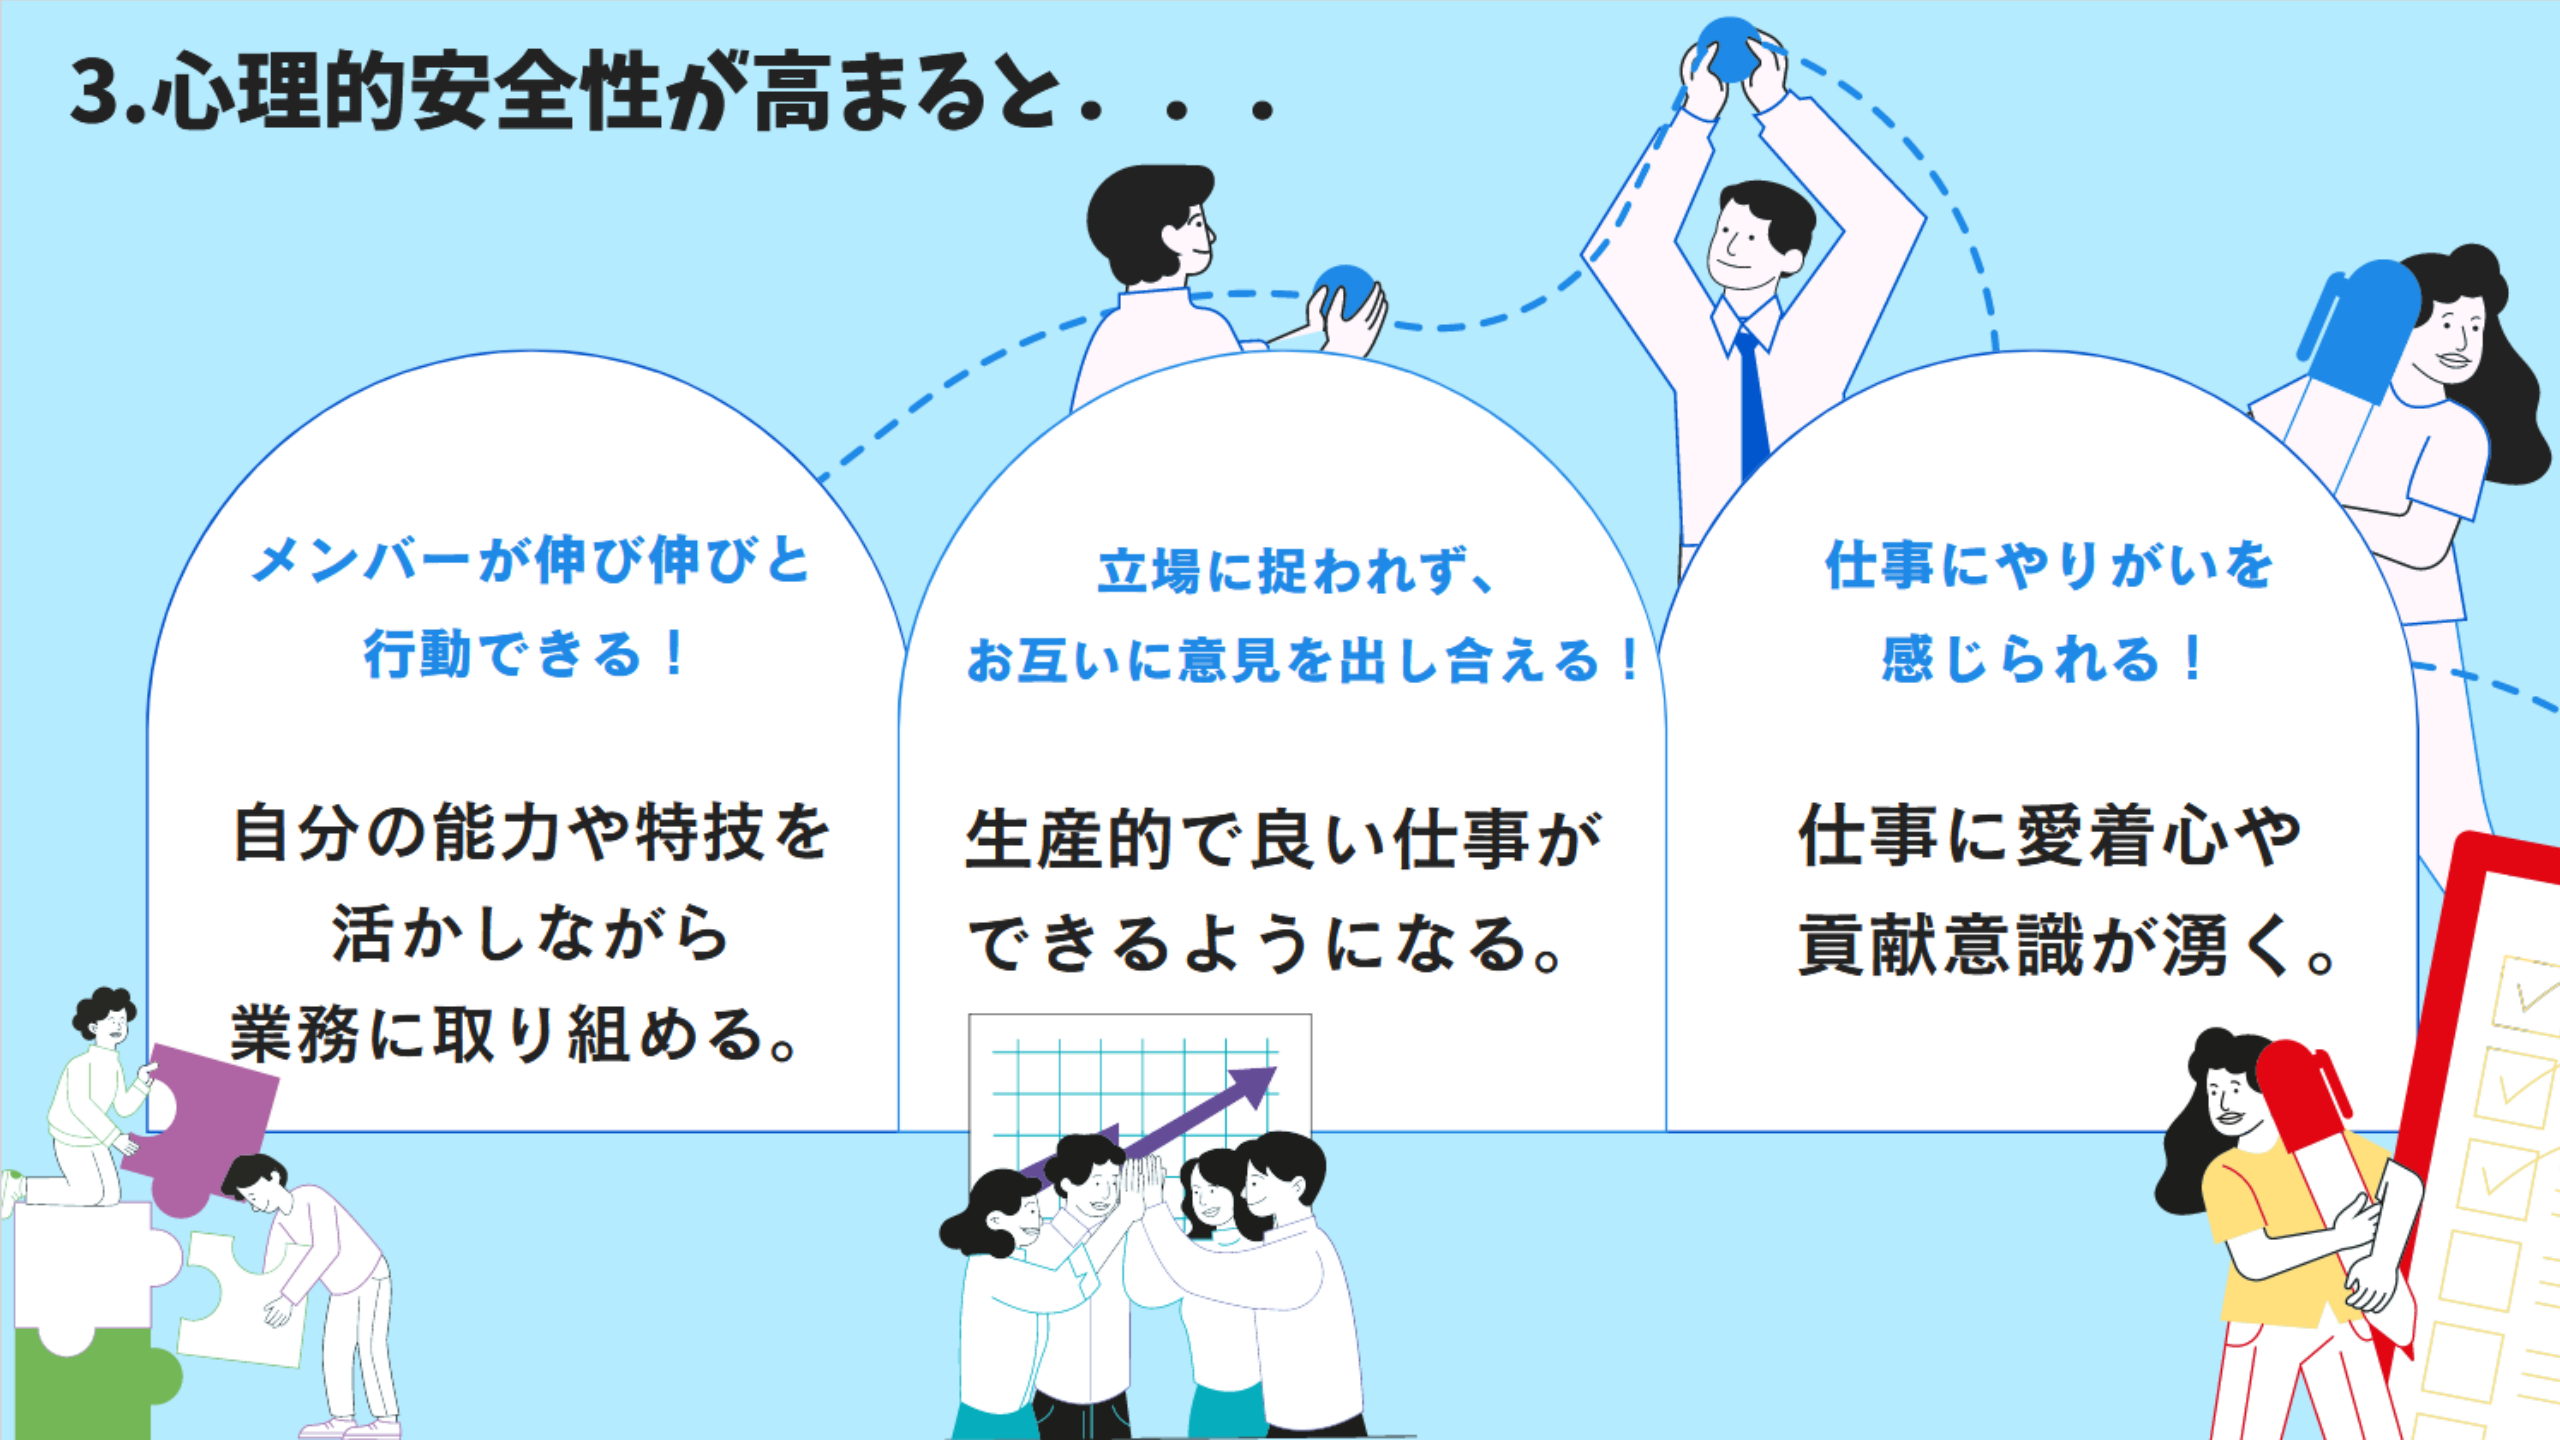 3.心理的安全性が高まると．．．
メンバーが伸び伸びと
行動できる！
自分の能力や特技を
活かしながら
業務に取り組める。
立場に捉われず、
お互いに意見を出し合える！
生産的で良い仕事が
できるようになる。
仕事にやりがいを
感じられる！
仕事に愛着心や
貢献意識が湧く。